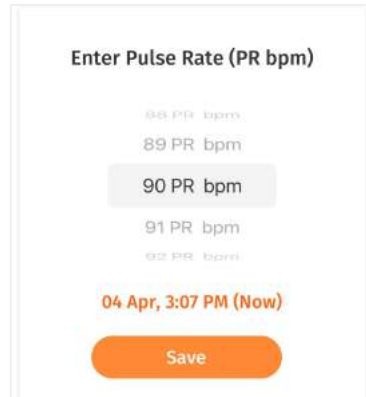 Enter Pulse Rate (PR bpm)
88 PR bpm
89 PR bpm
90 PR bpm
91 PR bpm
92 PR bpm
04 Apr, 3:07 PM (Now)
Save